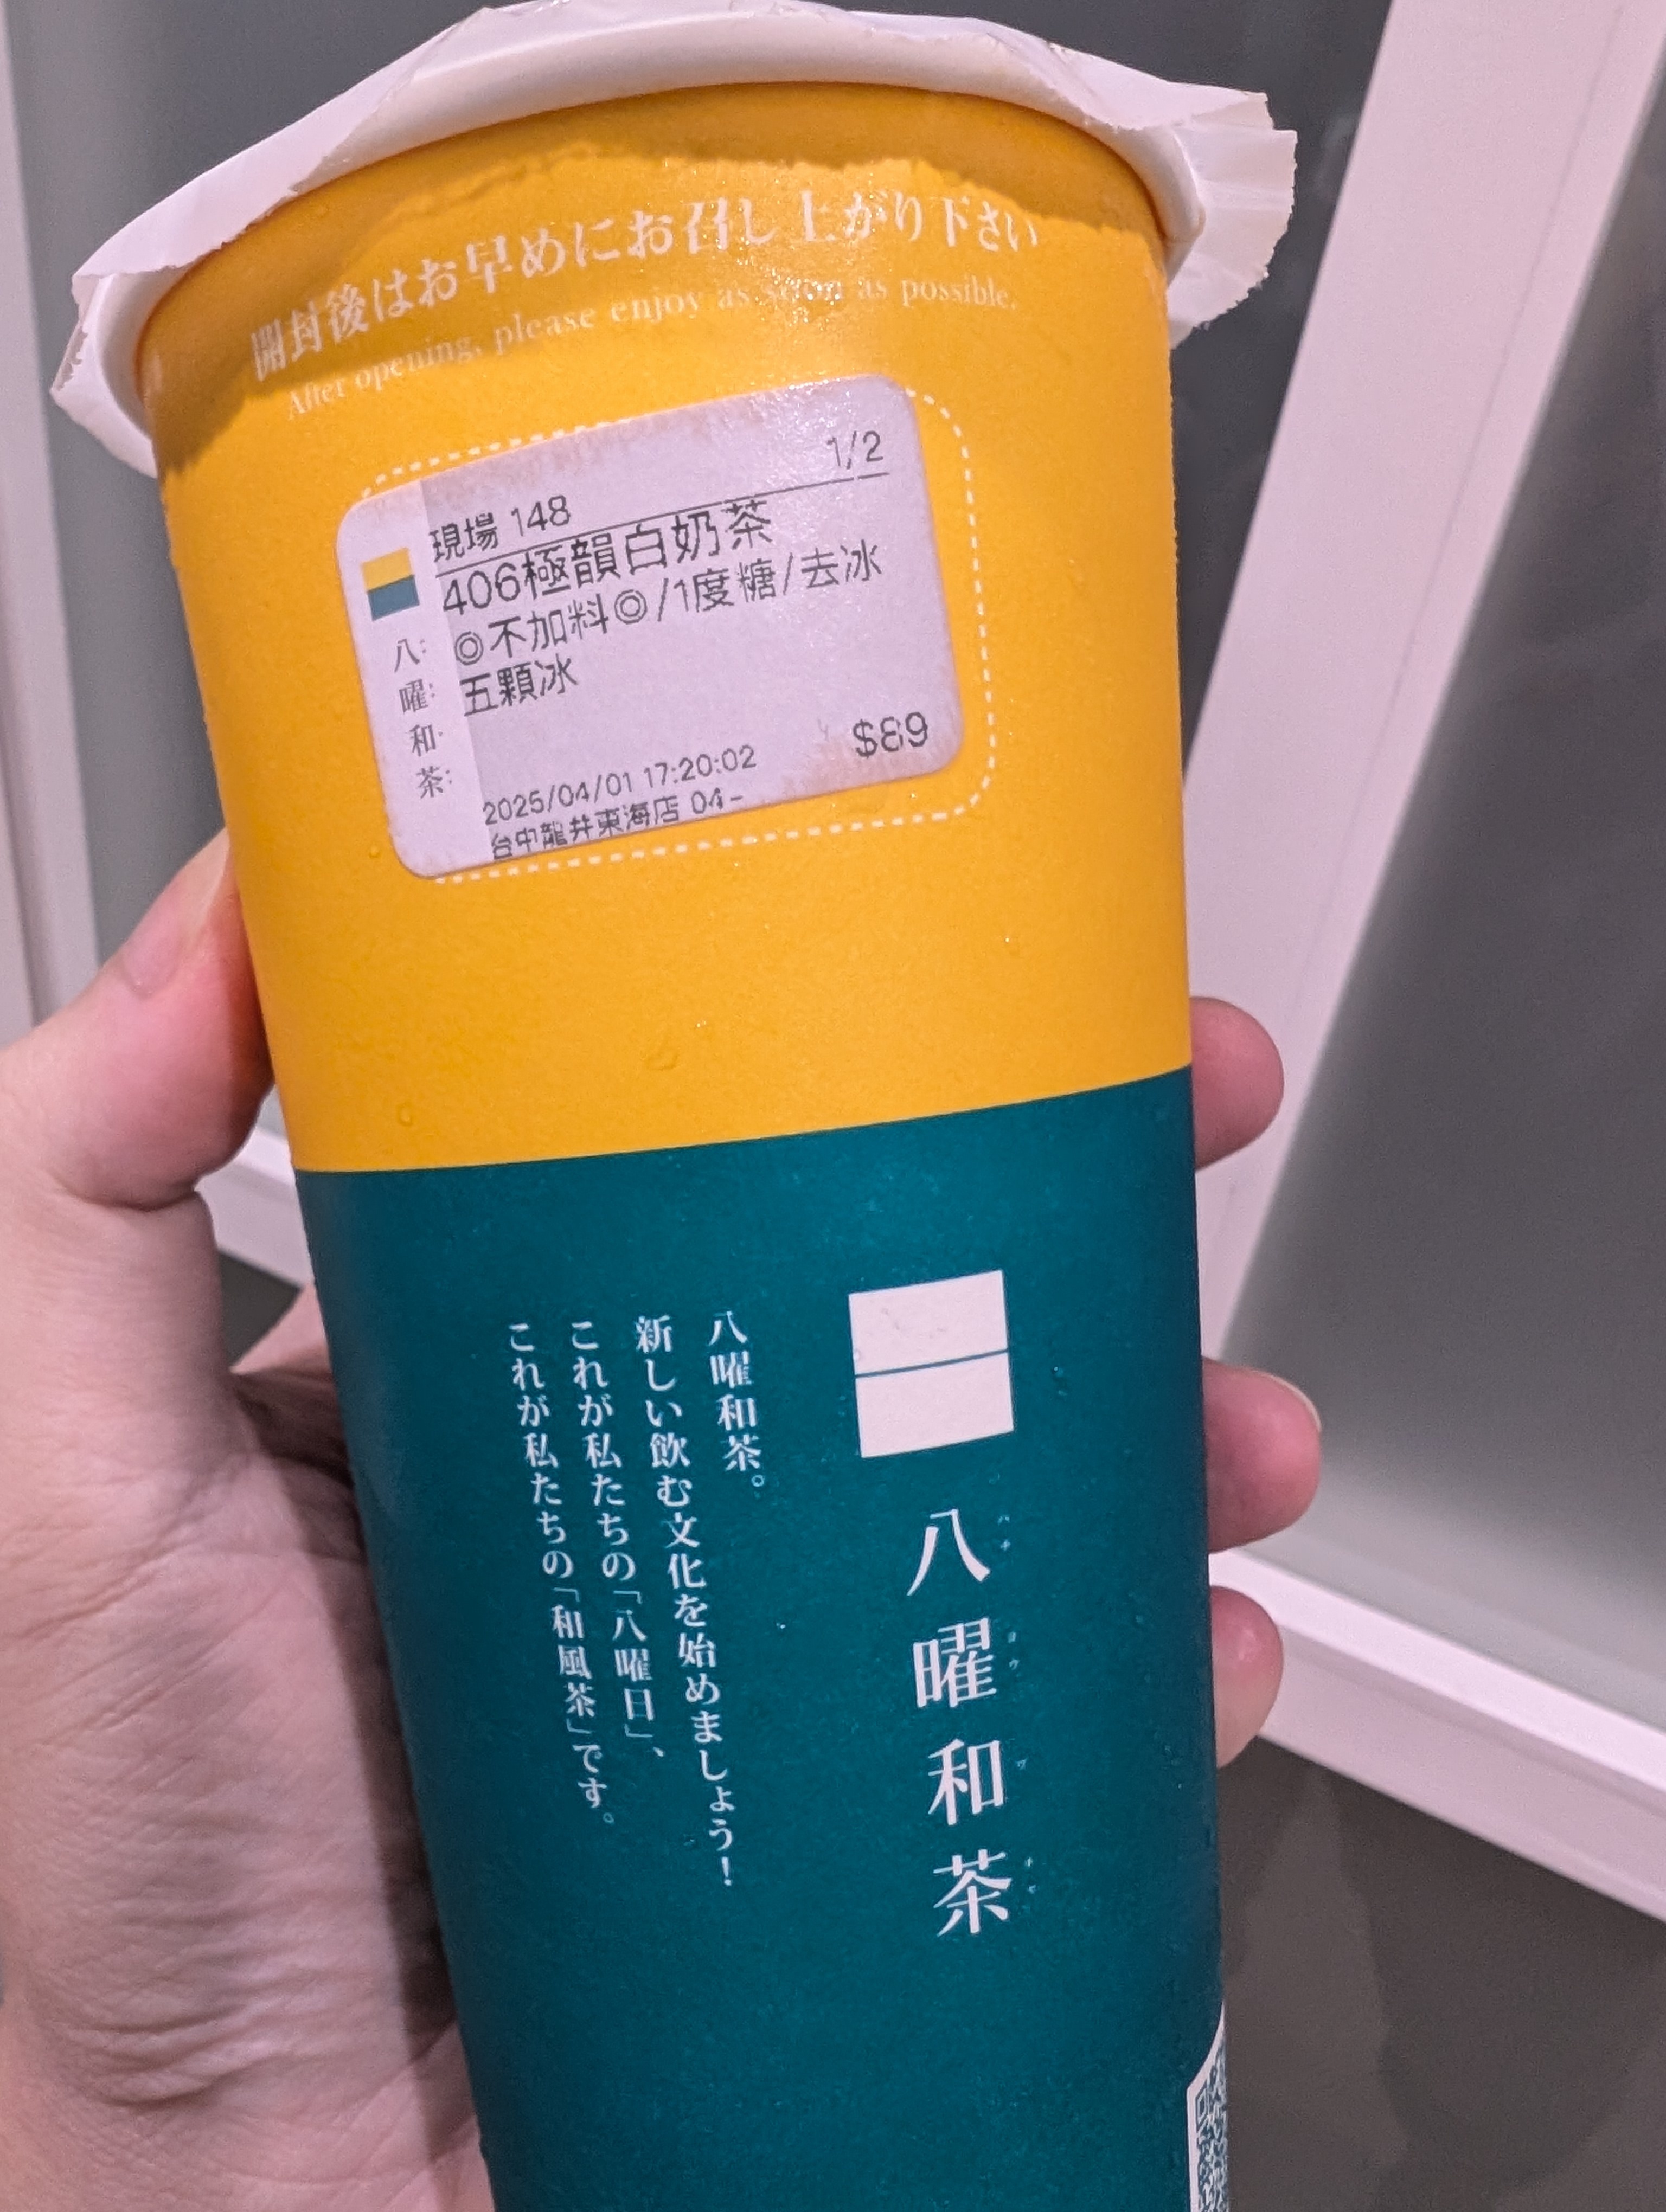 開封後はお早めにお召し上がり下さい
After opening, please enjoy as soon as possible.
現場 148 1/2
406極韻白奶茶
◎不加料◎/1度糖/去冰
五顆冰
$89
2025/04/01 17:20:02
台中龍井東海店 04-
八曜和茶
八曜和茶
八曜和茶。
新しい飲む文化を始めましょう！
これが私たちの「八曜日」、
これが私たちの「和風茶」です。